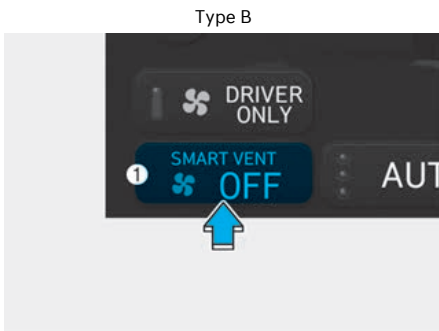 Type B
DRIVER
ONLY
SMART VENT
1 OFF
AUT